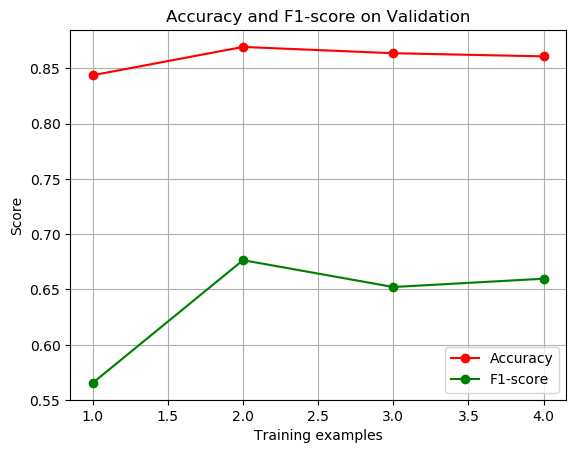 Accuracy and F1-score on Validation
0.85
0.80
0.75
0.70
0.65
0.60
0.55
Score
Accuracy
F1-score
1.0 1.5 2.0 2.5 3.0 3.5 4.0
Training examples